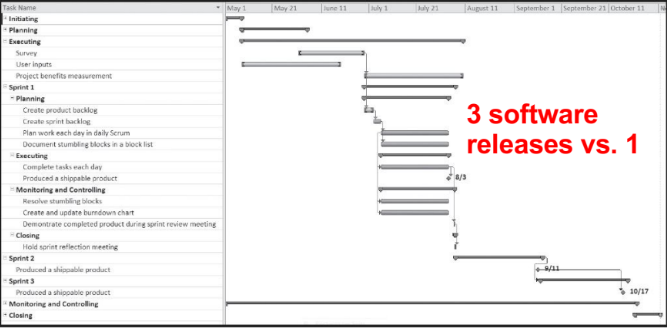 Task Name
May 1 May 21 June 11 July 1 July 21 August 11 September 1 September 21 October 11
Initiating
Planning
Executing
Survey
User inputs
Project benefits measurement
Sprint 1
Planning
Create product backlog
Create sprint backlog
Plan work each day in daily Scrum
Document stumbling blocks in a block list
Executing
Complete tasks each day
Produced a shippable product
8/3
Monitoring and Controlling
Resolve stumbling blocks
Create and update burndown chart
Demontrate completed product during sprint review meeting
Closing
Hold sprint reflection meeting
Sprint 2
Produced a shippable product
9/11
Sprint 3
Produced a shippable product
10/17
Monitoring and Controlling
Closing
3 software
releases vs. 1